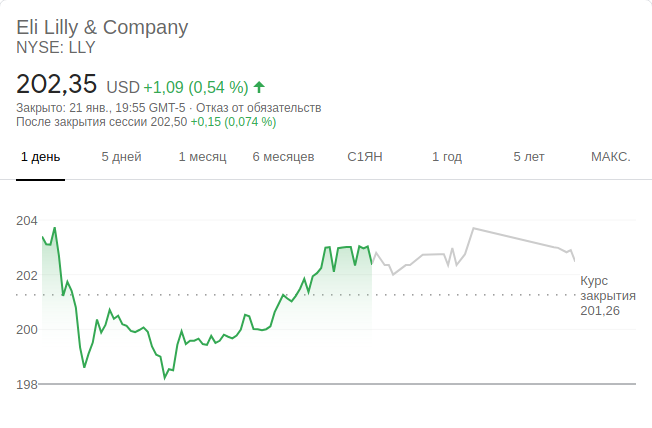 Eli Lilly & Company
NYSE: LLY
202,35 USD +1,09 (0,54 %)
Закрыто: 21 янв., 19:55 GMT-5 · Отказ от обязательств
После закрытия сессии 202,50 +0,15 (0,074 %)
1 день 5 дней 1 месяц 6 месяцев С1ЯН 1 год 5 лет МАКС.
204
202
Курс
закрытия
201,26
200
198